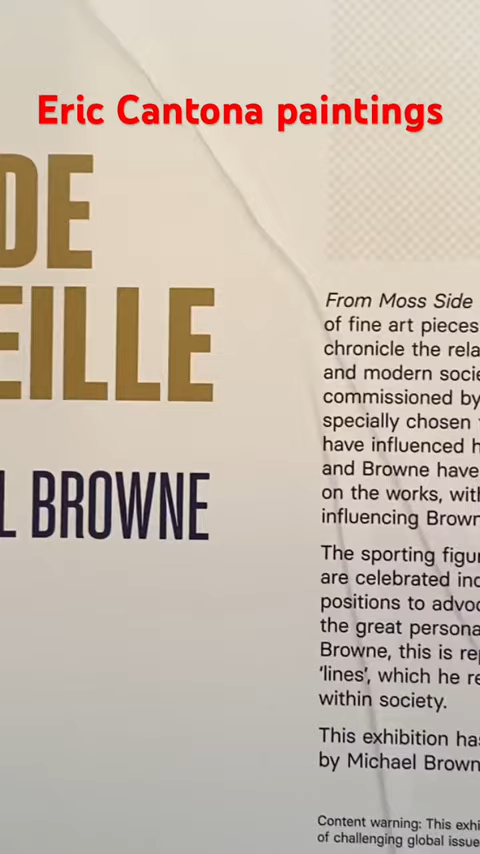 Eric Cantona paintings
DE
EILLE
L BROWNE
From Moss Side
of fine art pieces
chronicle the rela
and modern socie
commissioned by
specially chosen
have influenced h
and Browne have
on the works, with
influencing Brown
The sporting figu
are celebrated ind
positions to advoc
the great persona
Browne, this is rep
'lines', which he re
within society.
This exhibition has
by Michael Brown
Content warning: This exhi
of challenging global issue